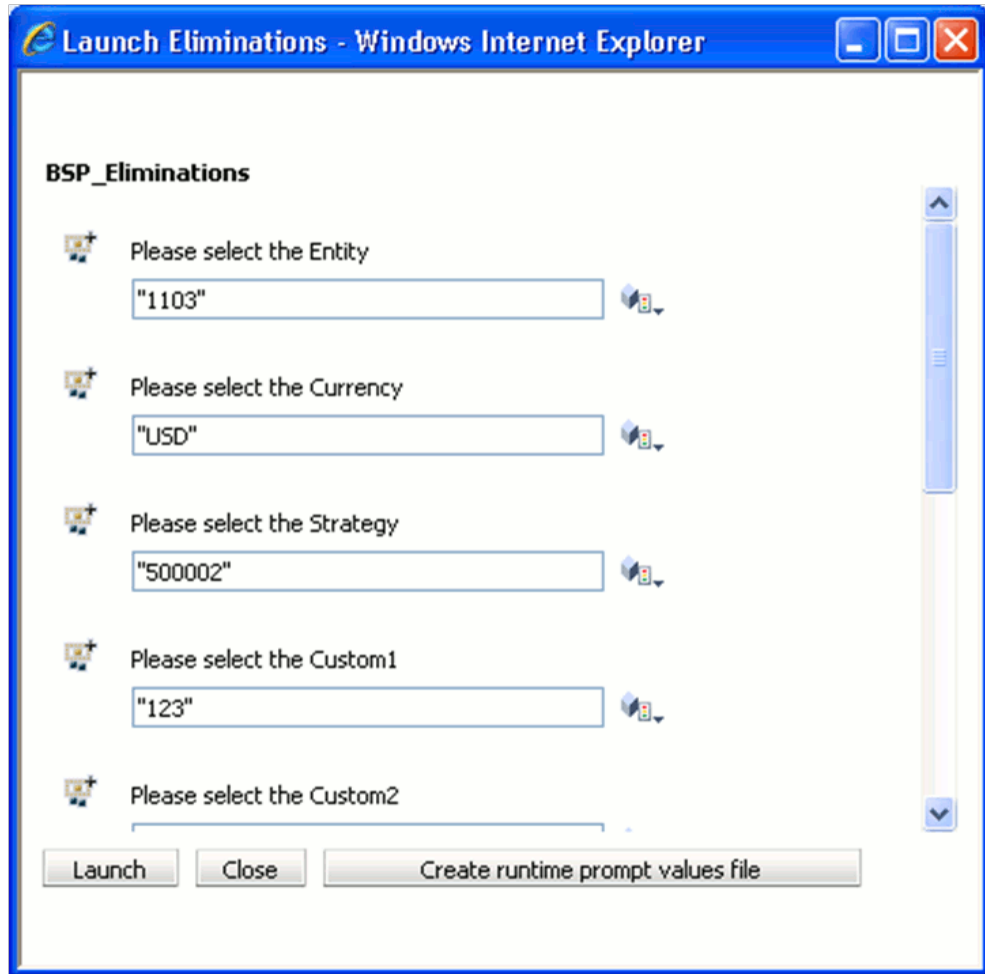 Launch Eliminations - Windows Internet Explorer
BSP_Eliminations
Please select the Entity
"1103"
Please select the Currency
"USD"
Please select the Strategy
"500002"
Please select the Custom1
"123"
Please select the Custom2
Launch Close Create runtime prompt values file